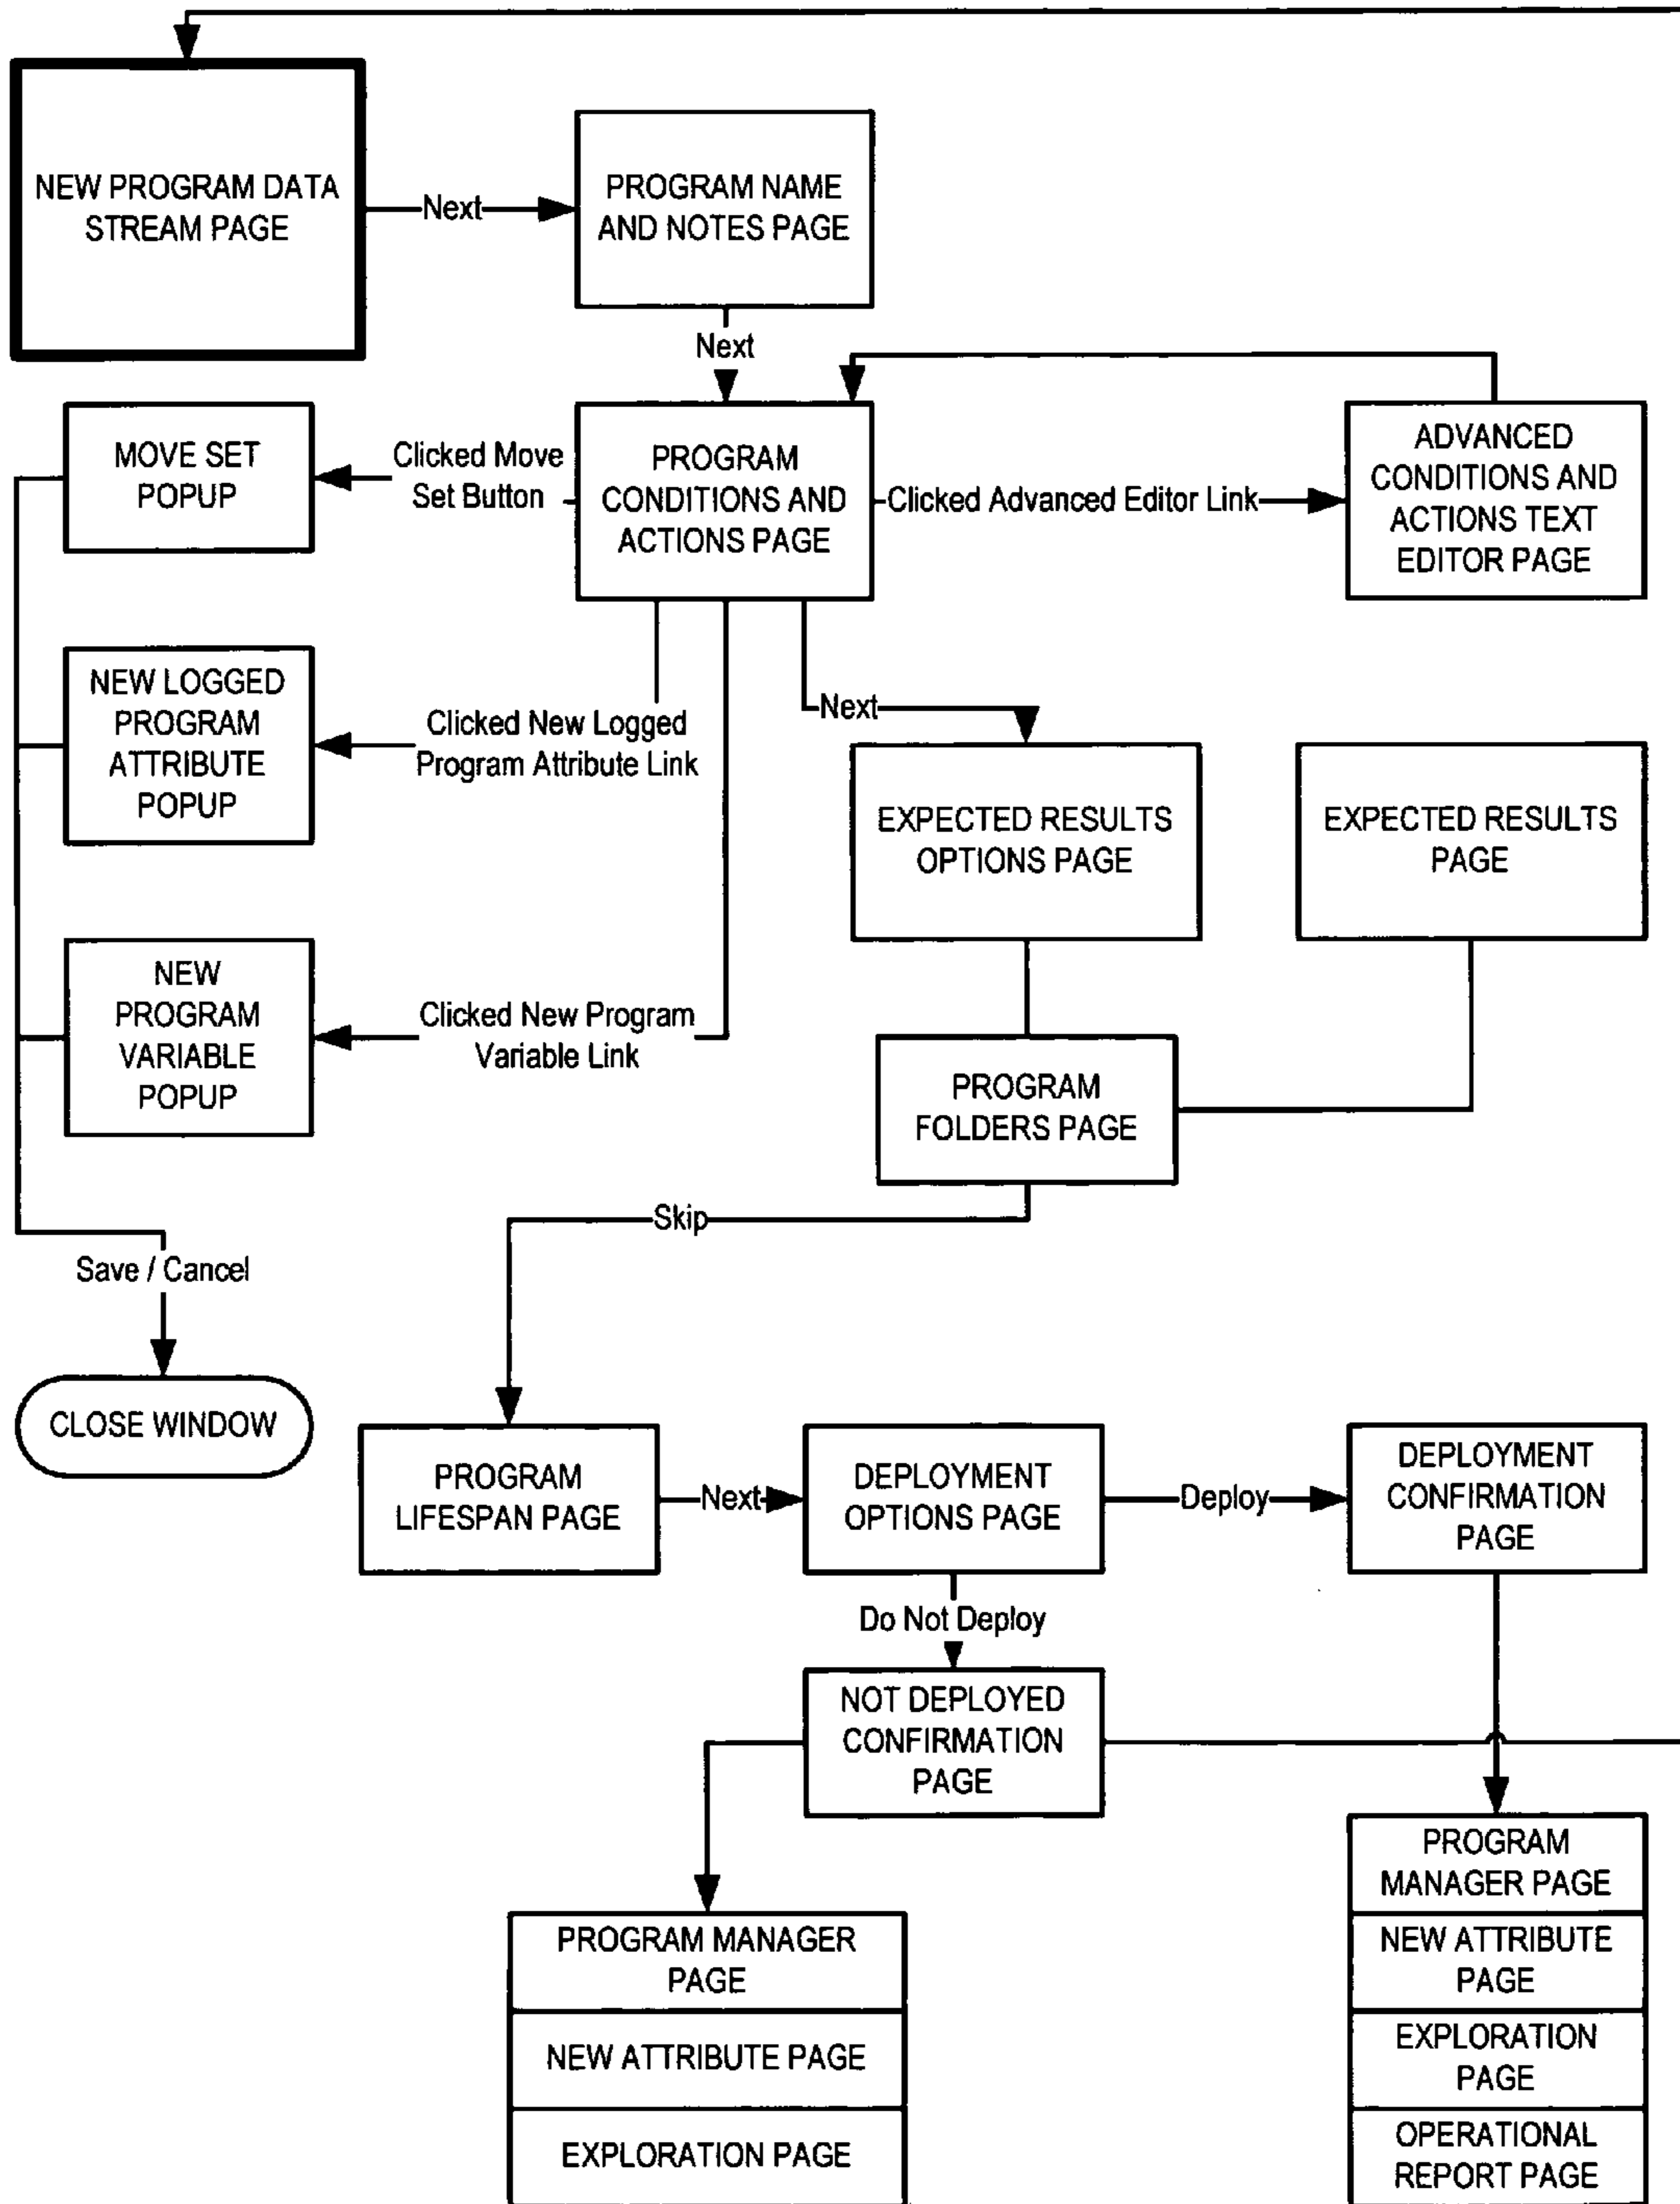 NEW PROGRAM DATA
STREAM PAGE
Next
PROGRAM NAME
AND NOTES PAGE
Next
MOVE SET
POPUP
Clicked Move
Set Button
PROGRAM
CONDITIONS AND
ACTIONS PAGE
Clicked Advanced Editor Link
ADVANCED
CONDITIONS AND
ACTIONS TEXT
EDITOR PAGE
NEW LOGGED
PROGRAM
ATTRIBUTE
POPUP
Clicked New Logged
Program Attribute Link
Next
EXPECTED RESULTS
OPTIONS PAGE
EXPECTED RESULTS
PAGE
NEW
PROGRAM
VARIABLE
POPUP
Clicked New Program
Variable Link
PROGRAM
FOLDERS PAGE
Skip
Save / Cancel
CLOSE WINDOW
PROGRAM
LIFESPAN PAGE
Next
DEPLOYMENT
OPTIONS PAGE
Deploy
DEPLOYMENT
CONFIRMATION
PAGE
Do Not Deploy
NOT DEPLOYED
CONFIRMATION
PAGE
PROGRAM MANAGER
PAGE
NEW ATTRIBUTE PAGE
EXPLORATION PAGE
PROGRAM
MANAGER PAGE
NEW ATTRIBUTE
PAGE
EXPLORATION
PAGE
OPERATIONAL
REPORT PAGE